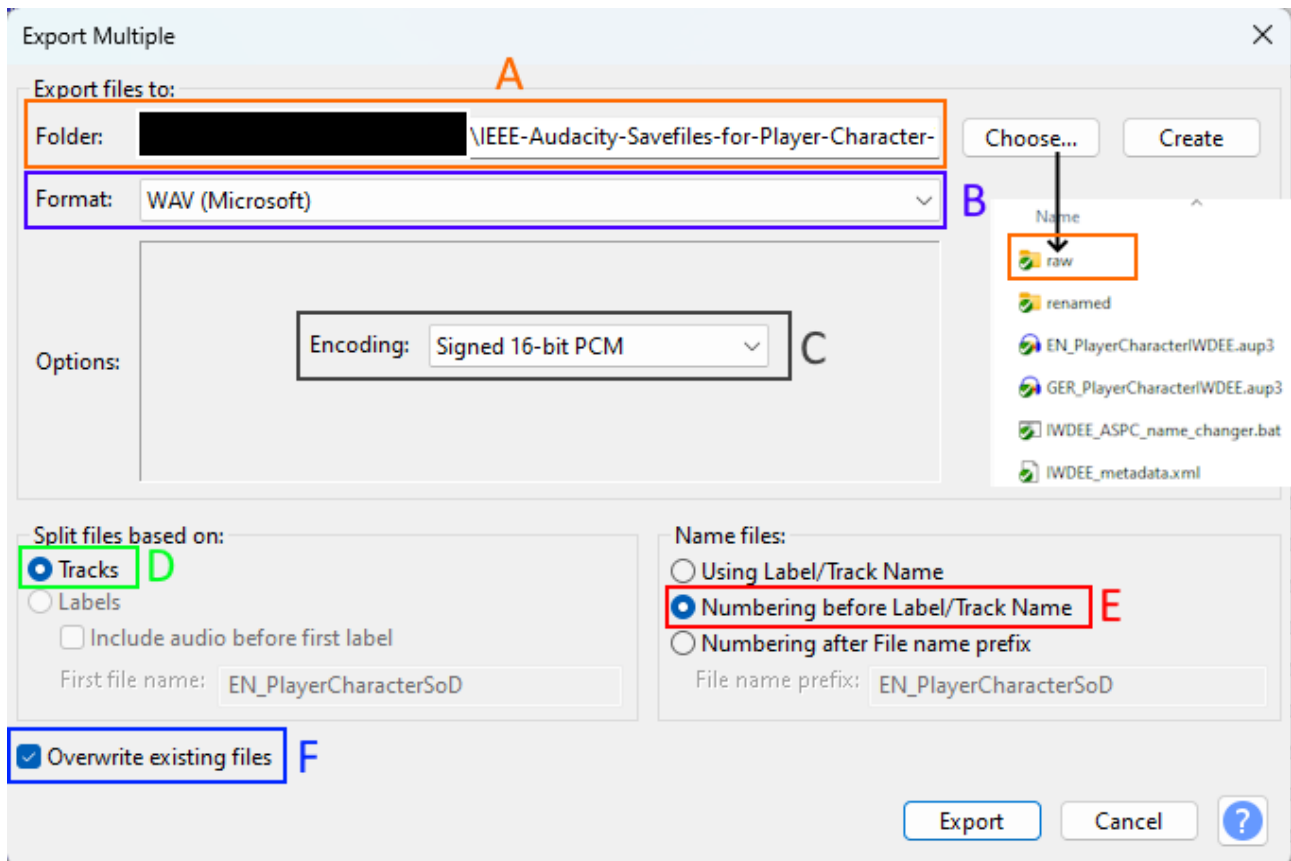 Export Multiple
A
Export files to:
Folder: \IEEE-Audacity-Savefiles-for-Player-Character- Choose... Create
Format: WAV (Microsoft) B
Name
raw
renamed
EN_PlayerCharacterIWDEE.aup3
GER_PlayerCharacterIWDEE.aup3
IWDEE_ASPC_name_changer.bat
IWDEE_metadata.xml
Options:
Encoding: Signed 16-bit PCM C
Split files based on:
Tracks D
Labels
Include audio before first label
First file name: EN_PlayerCharacterSoD
Name files:
Using Label/Track Name
Numbering before Label/Track Name E
Numbering after File name prefix
File name prefix: EN_PlayerCharacterSoD
Overwrite existing files F
Export Cancel ?